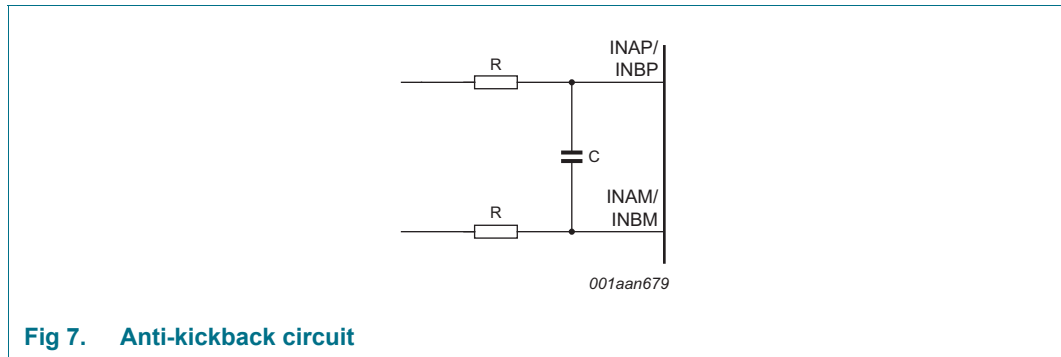 INAP/
INBP
R
C
INAM/
INBM
R
001aan679
Fig 7. Anti-kickback circuit